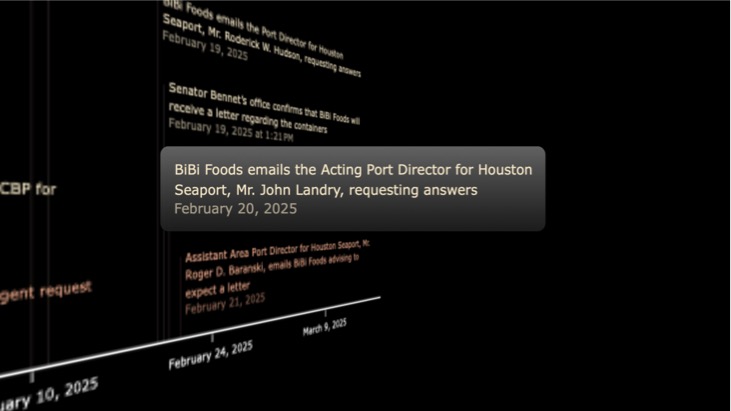 BiBi Foods emails the Port Director for Houston
Seaport, Mr. Roderick W. Hudson, requesting answers
February 19, 2025
Senator Bennet's office confirms that BiBi Foods will
receive a letter regarding the containers
February 19, 2025 at 1:21PM
BiBi Foods emails the Acting Port Director for Houston
Seaport, Mr. John Landry, requesting answers
February 20, 2025
CBP for
Assistant Area Port Director for Houston Seaport, Mr.
Roger D. Baranski, emails BiBi Foods advising to
expect a letter
February 21, 2025
gent request
March 9, 2025
February 24, 2025
uary 10, 2025